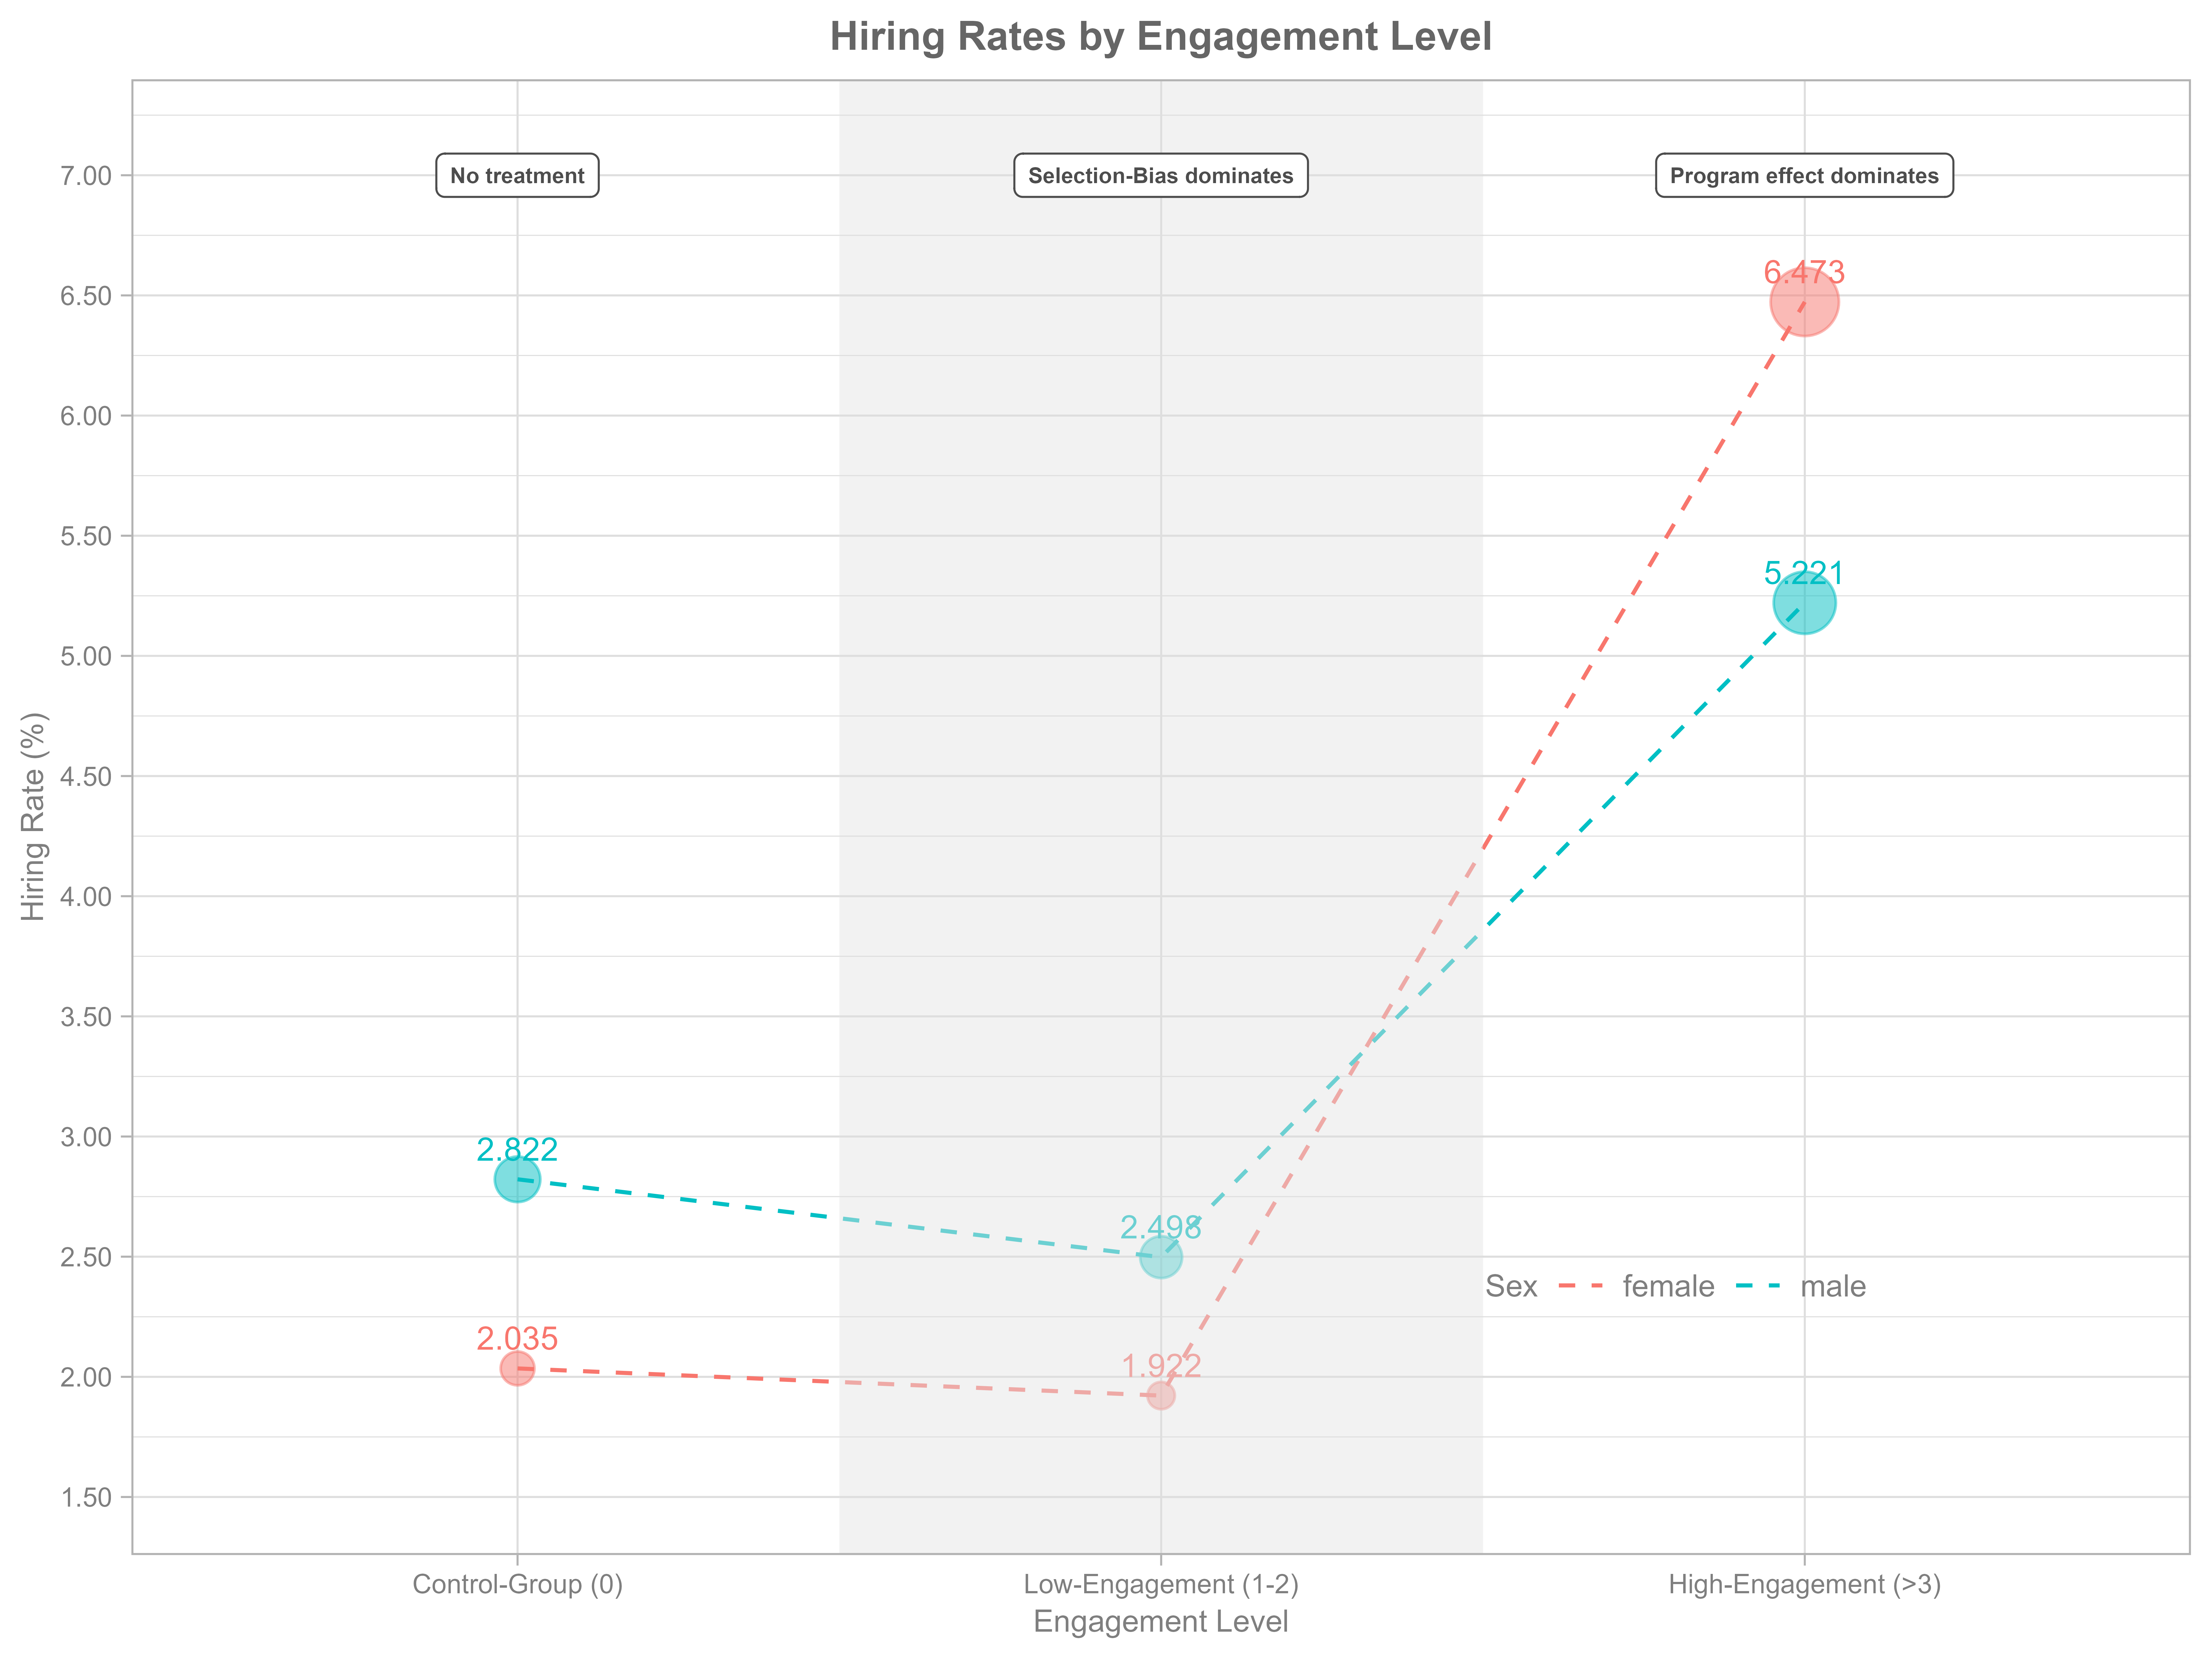 Hiring Rates by Engagement Level
No treatment
Selection-Bias dominates
Program effect dominates
7.00
6.50
6.00
5.50
5.00
4.50
4.00
3.50
3.00
2.50
2.00
1.50
Hiring Rate (%)
6.473
5.221
2.822
2.498
2.035
1.922
Sex female male
Control-Group (0)
Low-Engagement (1-2)
High-Engagement (>3)
Engagement Level